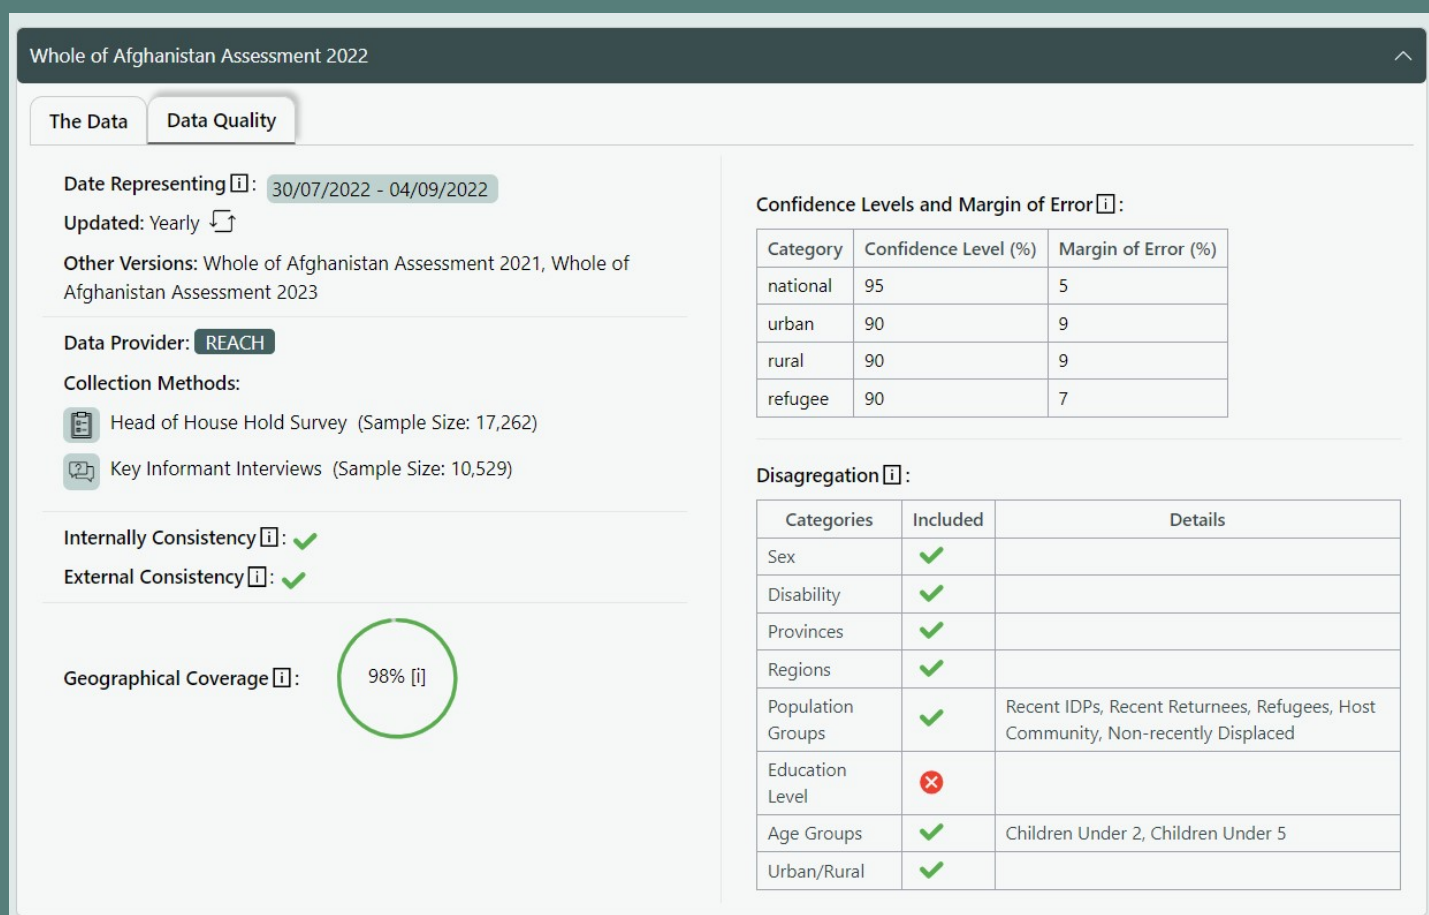 Whole of Afghanistan Assessment 2022
The Data
Data Quality
Date Representing [i]: 30/07/2022 - 04/09/2022
Updated: Yearly
Other Versions: Whole of Afghanistan Assessment 2021, Whole of
Afghanistan Assessment 2023
Data Provider: REACH
Collection Methods:
Head of House Hold Survey (Sample Size: 17,262)
Key Informant Interviews (Sample Size: 10,529)
Internally Consistency [i]:
External Consistency [i]:
Geographical Coverage [i]: 98% [i]
Confidence Levels and Margin of Error [i]:
Category Confidence Level (%) Margin of Error (%)
national 95 5
urban 90 9
rural 90 9
refugee 90 7
Disagregation [i]:
Categories Included Details
Sex
Disability
Provinces
Regions
Population
Groups
Recent IDPs, Recent Returnees, Refugees, Host
Community, Non-recently Displaced
Education
Level
Age Groups Children Under 2, Children Under 5
Urban/Rural